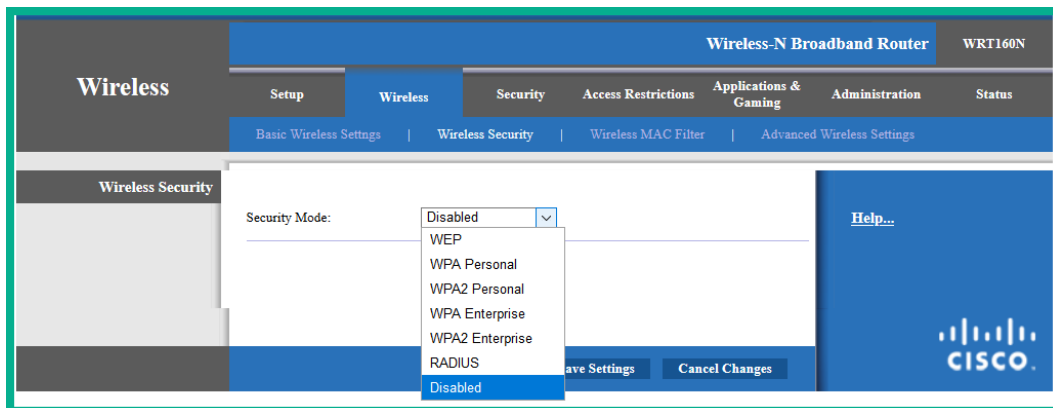 Wireless-N Broadband Router WRT160N
Wireless
Setup Wireless Security Access Restrictions Applications & Gaming Administration Status
Basic Wireless Settngs | Wireless Security | Wireless MAC Filter | Advanced Wireless Settings
Wireless Security
Security Mode: Disabled
Help...
WEP
WPA Personal
WPA2 Personal
WPA Enterprise
WPA2 Enterprise
RADIUS
Disabled
ave Settings Cancel Changes
CISCO.